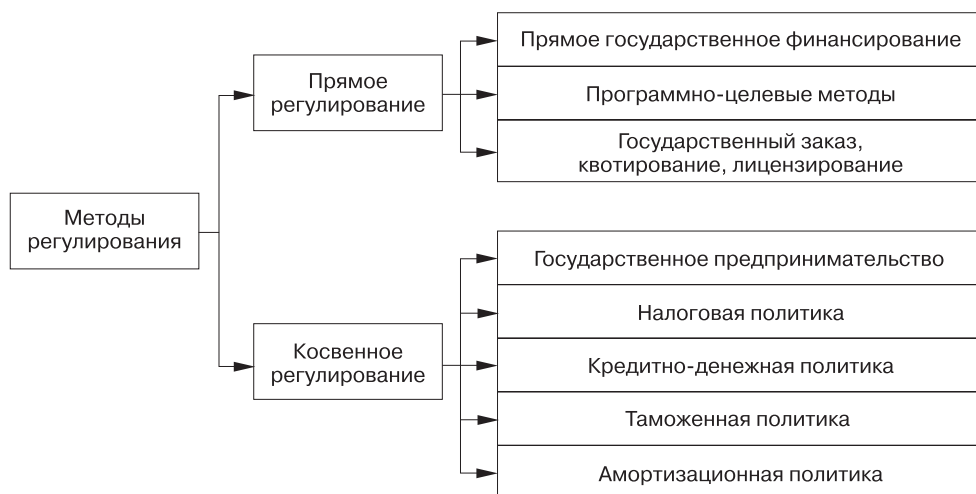 Методы
регулирования
Прямое
регулирование
Прямое государственное финансирование
Программно-целевые методы
Государственный заказ,
квотирование, лицензирование
Косвенное
регулирование
Государственное предпринимательство
Налоговая политика
Кредитно-денежная политика
Таможенная политика
Амортизационная политика